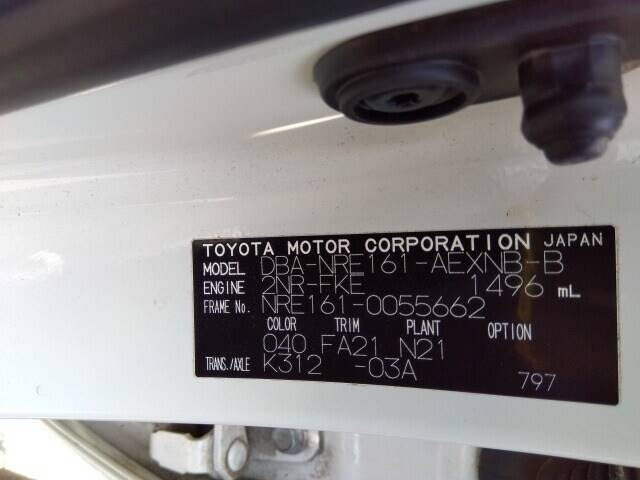 TOYOTA MOTOR CORPORATION JAPAN
MODEL DBA-NRE161-AEXNB-B
ENGINE 2NR-FKE 1496 mL
FRAME No. NRE161-0055662
COLOR TRIM PLANT OPTION
040 FA21 N21
TRANS./AXLE K312 -03A
797